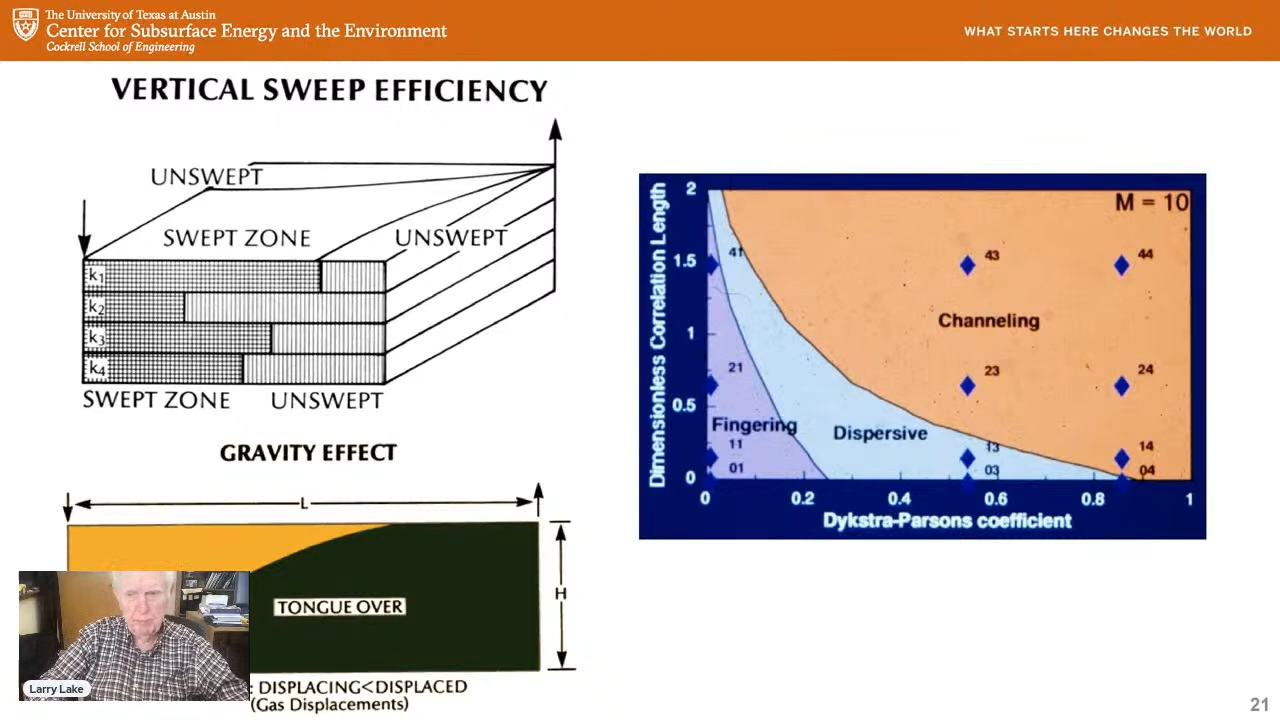 The University of Texas at Austin
Center for Subsurface Energy and the Environment
Cockrell School of Engineering
WHAT STARTS HERE CHANGES THE WORLD
VERTICAL SWEEP EFFICIENCY
UNSWEPT
SWEPT ZONE
UNSWEPT
k1
k2
k3
k4
SWEPT ZONE
UNSWEPT
GRAVITY EFFECT
L
H
TONGUE OVER
: DISPLACING<DISPLACED
(Gas Displacements)
Larry Lake
Dimensionless Correlation Length
2
1.5
1
0.5
0
M = 10
41
43
44
Channeling
21
23
24
Fingering
Dispersive
11
13
14
01
03
04
0
0.2
0.4
0.6
0.8
1
Dykstra-Parsons coefficient
21